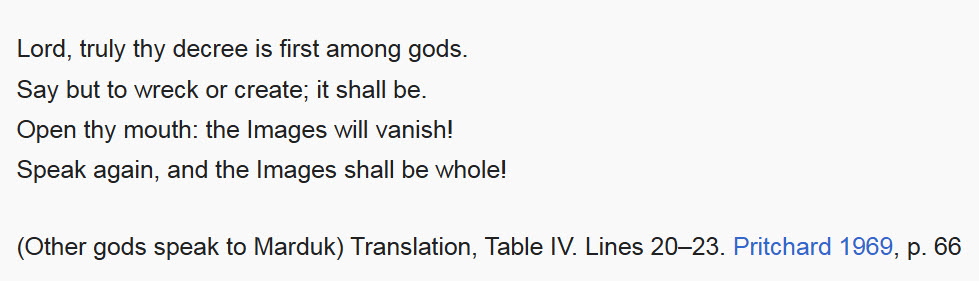 Lord, truly thy decree is first among gods.
Say but to wreck or create; it shall be.
Open thy mouth: the Images will vanish!
Speak again, and the Images shall be whole!
(Other gods speak to Marduk) Translation, Table IV. Lines 20–23. Pritchard 1969, p. 66